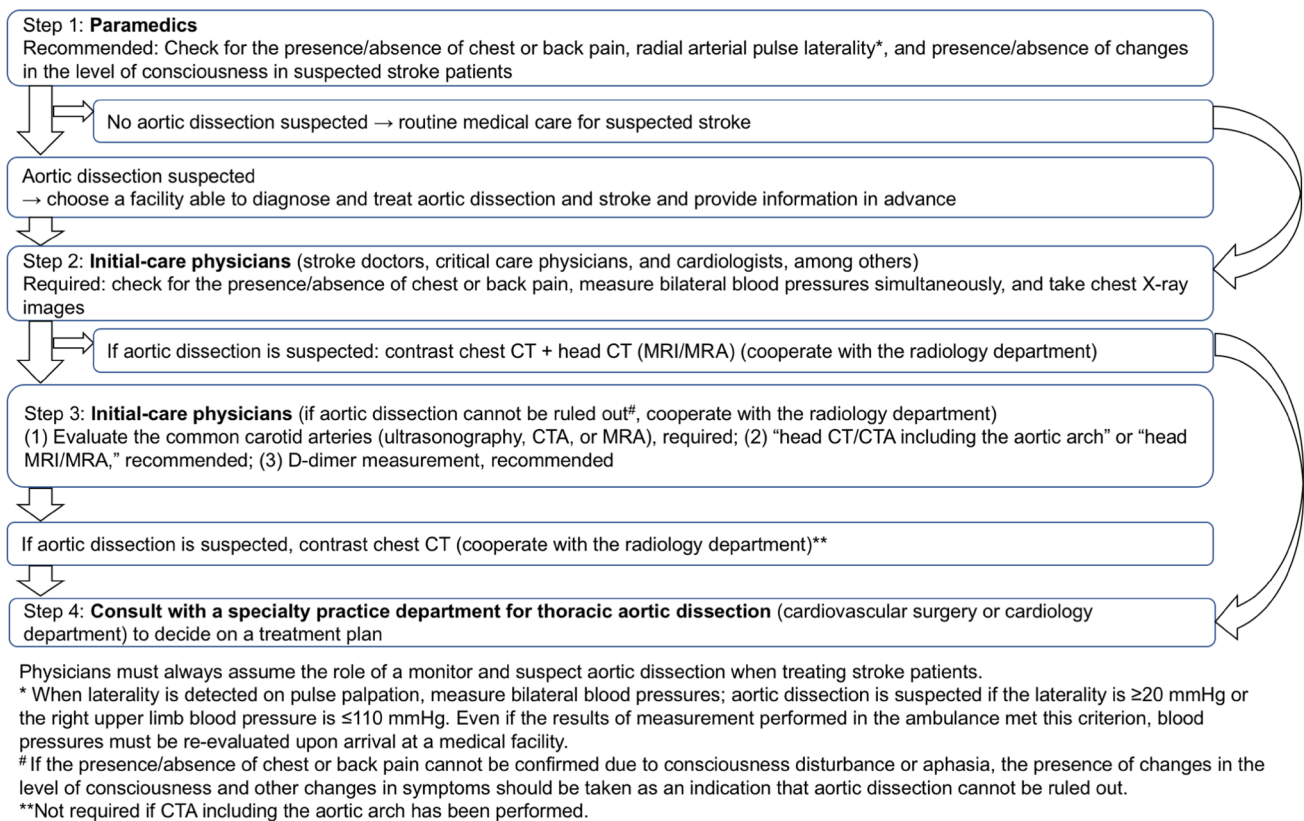 Step 1: Paramedics
Recommended: Check for the presence/absence of chest or back pain, radial arterial pulse laterality*, and presence/absence of changes
in the level of consciousness in suspected stroke patients
No aortic dissection suspected → routine medical care for suspected stroke
Aortic dissection suspected
→ choose a facility able to diagnose and treat aortic dissection and stroke and provide information in advance
Step 2: Initial-care physicians (stroke doctors, critical care physicians, and cardiologists, among others)
Required: check for the presence/absence of chest or back pain, measure bilateral blood pressures simultaneously, and take chest X-ray
images
If aortic dissection is suspected: contrast chest CT + head CT (MRI/MRA) (cooperate with the radiology department)
Step 3: Initial-care physicians (if aortic dissection cannot be ruled out#, cooperate with the radiology department)
(1) Evaluate the common carotid arteries (ultrasonography, CTA, or MRA), required; (2) “head CT/CTA including the aortic arch” or “head
MRI/MRA,” recommended; (3) D-dimer measurement, recommended
If aortic dissection is suspected, contrast chest CT (cooperate with the radiology department)**
Step 4: Consult with a specialty practice department for thoracic aortic dissection (cardiovascular surgery or cardiology
department) to decide on a treatment plan
Physicians must always assume the role of a monitor and suspect aortic dissection when treating stroke patients.
* When laterality is detected on pulse palpation, measure bilateral blood pressures; aortic dissection is suspected if the laterality is ≥20 mmHg or
the right upper limb blood pressure is ≤110 mmHg. Even if the results of measurement performed in the ambulance met this criterion, blood
pressures must be re-evaluated upon arrival at a medical facility.
# If the presence/absence of chest or back pain cannot be confirmed due to consciousness disturbance or aphasia, the presence of changes in the
level of consciousness and other changes in symptoms should be taken as an indication that aortic dissection cannot be ruled out.
**Not required if CTA including the aortic arch has been performed.